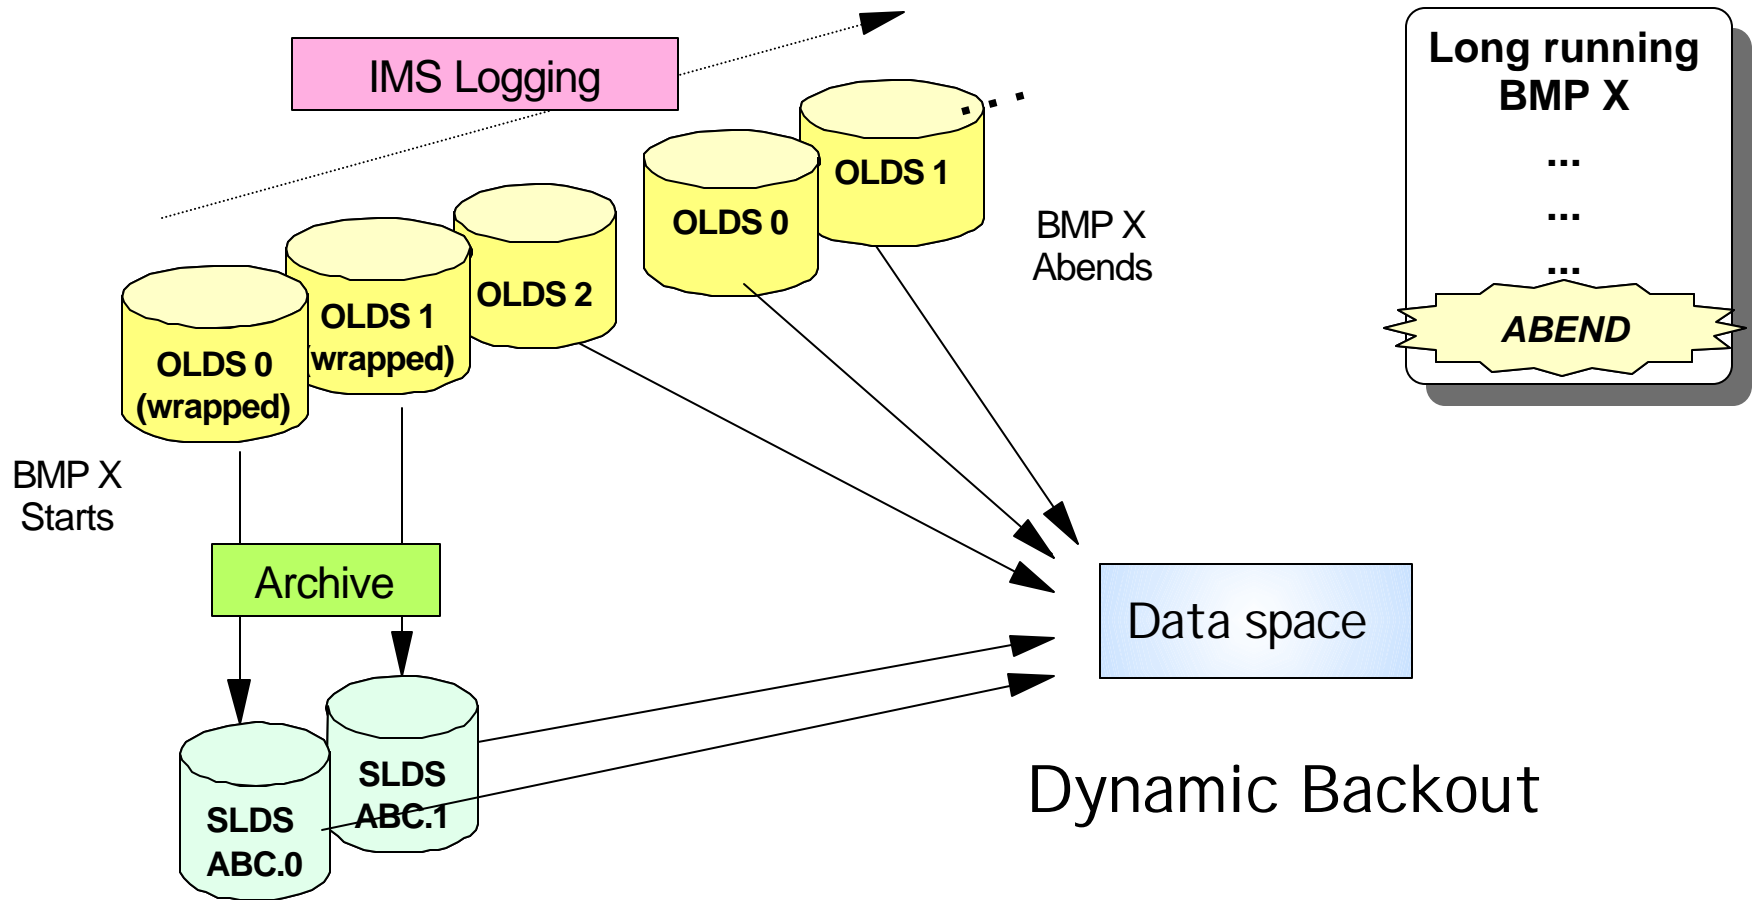 IMS Logging
Long running
BMP X
...
...
...
ABEND
. . .
OLDS 1
OLDS 0
BMP X
Abends
OLDS 2
OLDS 1
(wrapped)
OLDS 0
(wrapped)
BMP X
Starts
Archive
Data space
SLDS
ABC.1
SLDS
ABC.0
Dynamic Backout